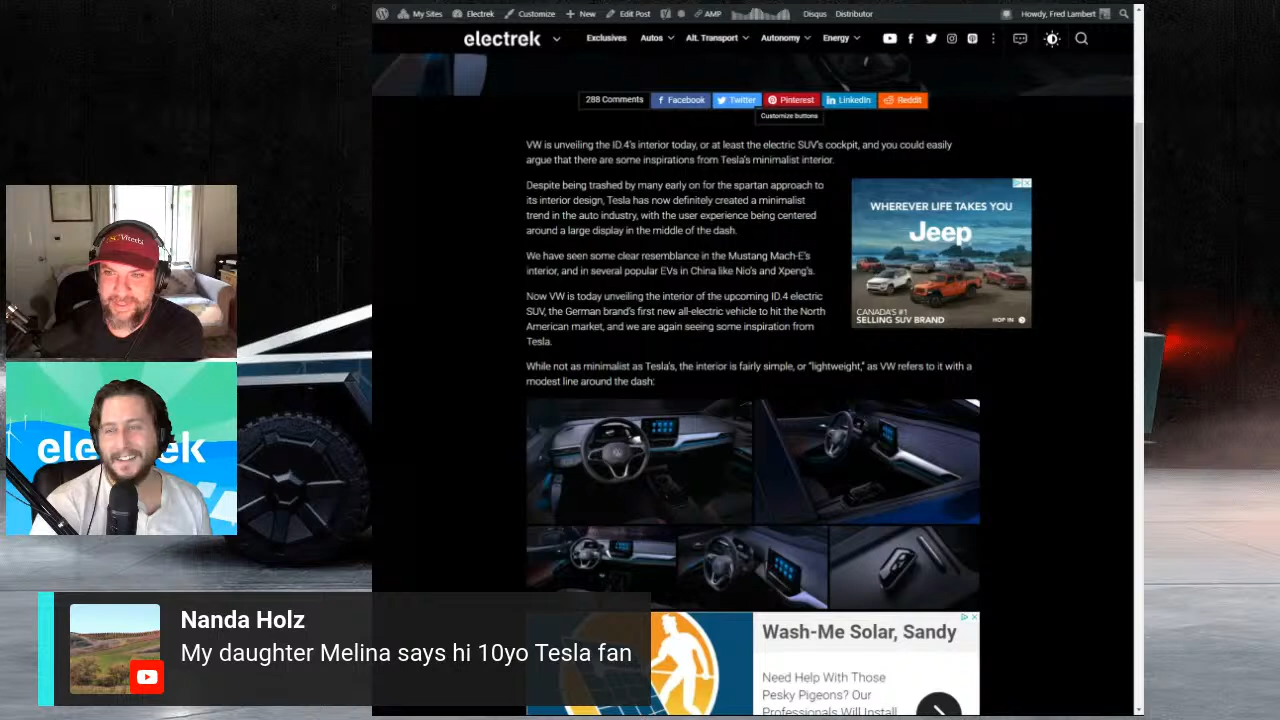 My Sites
Electrek
Customize
New
Edit Post
AMP
Disqus
Distributor
Howdy, Fred Lambert
electrek
Exclusives
Autos
Alt. Transport
Autonomy
Energy
288 Comments
Facebook
Twitter
Pinterest
LinkedIn
Reddit
Customize buttons
VW is unveiling the ID.4's interior today, or at least the electric SUV's cockpit, and you could easily
argue that there are some inspirations from Tesla's minimalist interior.
Despite being trashed by many early on for the spartan approach to
its interior design, Tesla has now definitely created a minimalist
trend in the auto industry, with the user experience being centered
around a large display in the middle of the dash.
We have seen some clear resemblance in the Mustang Mach-E's
interior, and in several popular EVs in China like Nio's and Xpeng's.
Now VW is today unveiling the interior of the upcoming ID.4 electric
SUV, the German brand's first new all-electric vehicle to hit the North
American market, and we are again seeing some inspiration from
Tesla.
While not as minimalist as Tesla's, the interior is fairly simple, or "lightweight," as VW refers to it with a
modest line around the dash:
WHEREVER LIFE TAKES YOU
Jeep
CANADA'S #1
SELLING SUV BRAND
HOP IN
Viterbi
ele
ek
Nanda Holz
My daughter Melina says hi 10yo Tesla fan
Wash-Me Solar, Sandy
Need Help With Those
Pesky Pigeons? Our
Professionals Will Install